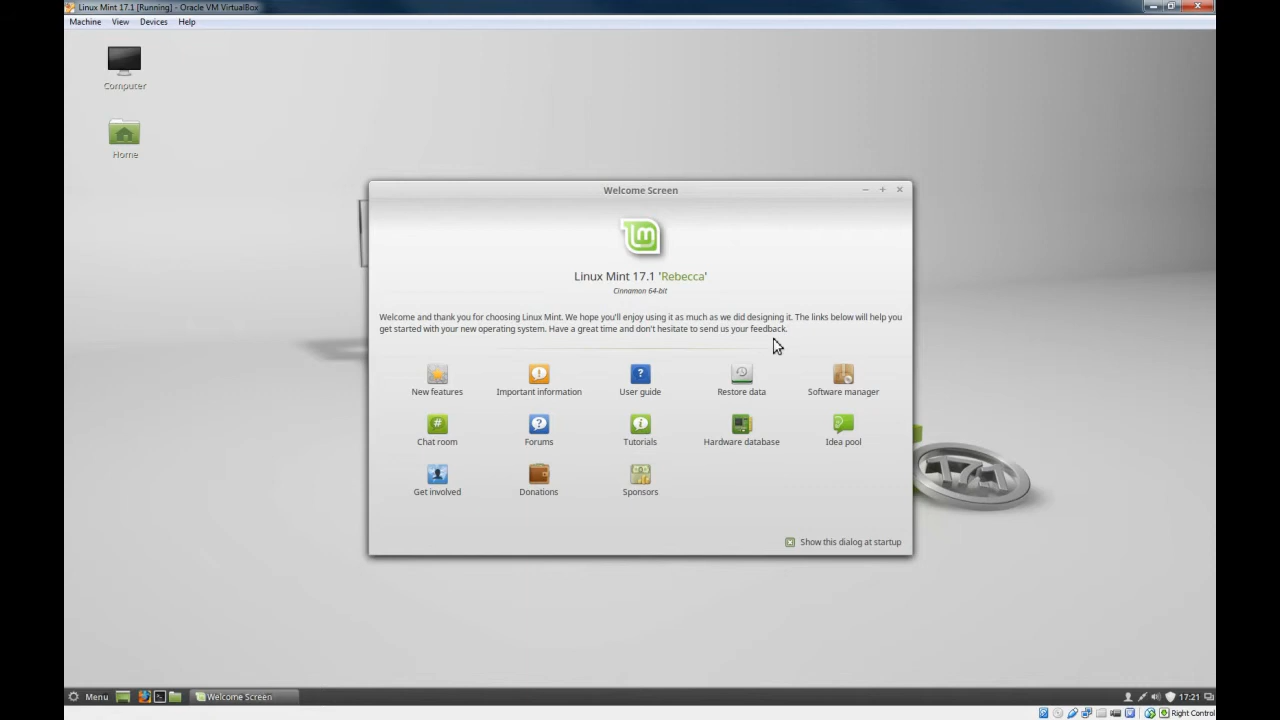 Linux Mint 17.1 [Running] - Oracle VM VirtualBox
Machine View Devices Help
Computer
Home
Welcome Screen
Linux Mint 17.1 'Rebecca'
Cinnamon 64-bit
Welcome and thank you for choosing Linux Mint. We hope you'll enjoy using it as much as we did designing it. The links below will help you
get started with your new operating system. Have a great time and don't hesitate to send us your feedback.
New features Important information User guide Restore data Software manager
Chat room Forums Tutorials Hardware database Idea pool
Get involved Donations Sponsors
17.1
Show this dialog at startup
Menu Welcome Screen 17:21
Right Control